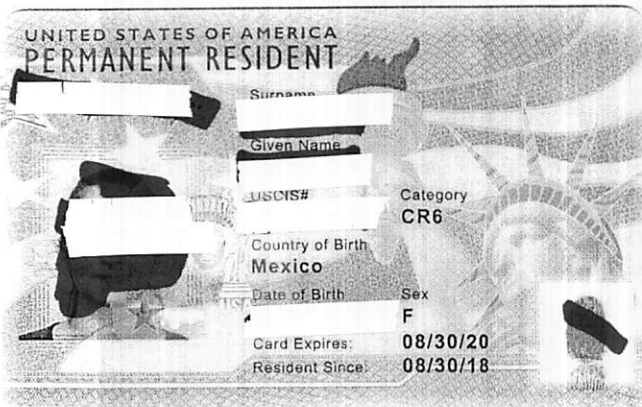 UNITED STATES OF AMERICA
PERMANENT RESIDENT
Surname
Given Name
USCIS#
Category
CR6
Country of Birth
Mexico
Date of Birth
Sex
F
Card Expires: 08/30/20
Resident Since: 08/30/18